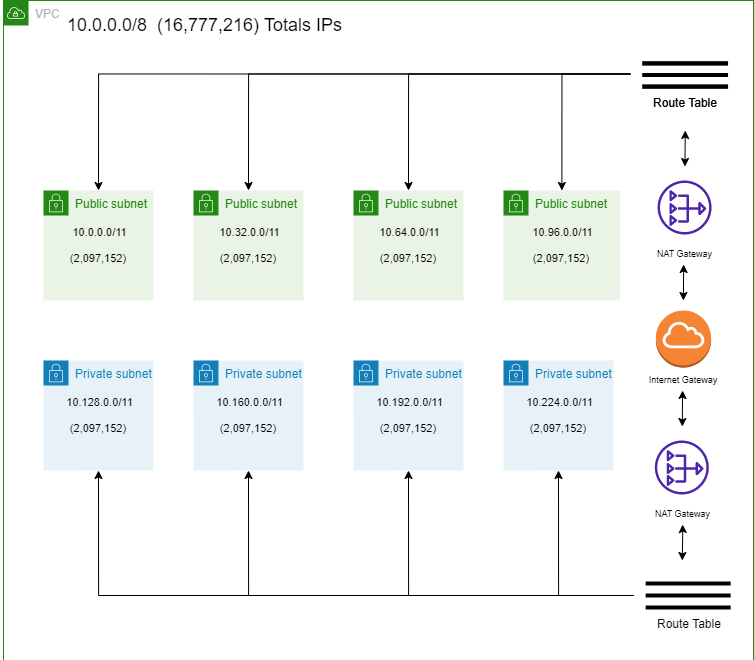 VPC
10.0.0.0/8 (16,777,216) Totals IPs
Route Table
Public subnet
10.0.0.0/11
(2,097,152)
Public subnet
10.32.0.0/11
(2,097,152)
Public subnet
10.64.0.0/11
(2,097,152)
Public subnet
10.96.0.0/11
(2,097,152)
NAT Gateway
Internet Gateway
Private subnet
10.128.0.0/11
(2,097,152)
Private subnet
10.160.0.0/11
(2,097,152)
Private subnet
10.192.0.0/11
(2,097,152)
Private subnet
10.224.0.0/11
(2,097,152)
NAT Gateway
Route Table